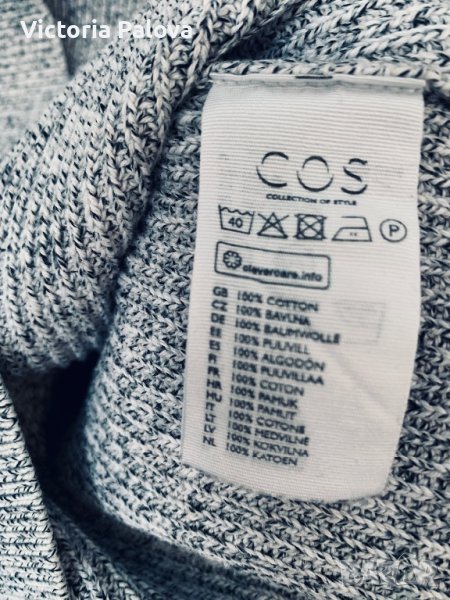 Victoria Palova
COS
COLLECTION OF STYLE
40 P
clevercare.info
GB 100% COTTON
CZ 100% BAVLNA
DE 100% BAUMWOLLE
EE 100% PUUVILL
ES 100% ALGODÓN
FI 100% PUUVILLAA
FR 100% COTON
HR 100% PAMUK
HU 100% PAMUT
IT 100% COTONE
LT 100% MEDVILNĖ
LV 100% KOKVILNA
NL 100% KATOEN